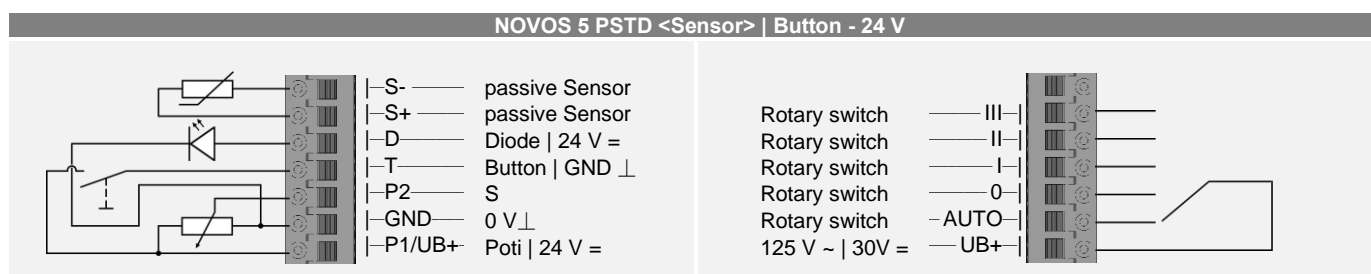 NOVOS 5 PSTD <Sensor> | Button - 24 V
S- passive Sensor
S+ passive Sensor
D Diode | 24 V =
T Button | GND ⊥
P2 S
GND 0 V⊥
P1/UB+ Poti | 24 V =
Rotary switch III
Rotary switch II
Rotary switch I
Rotary switch 0
Rotary switch AUTO
125 V ~ | 30V = UB+